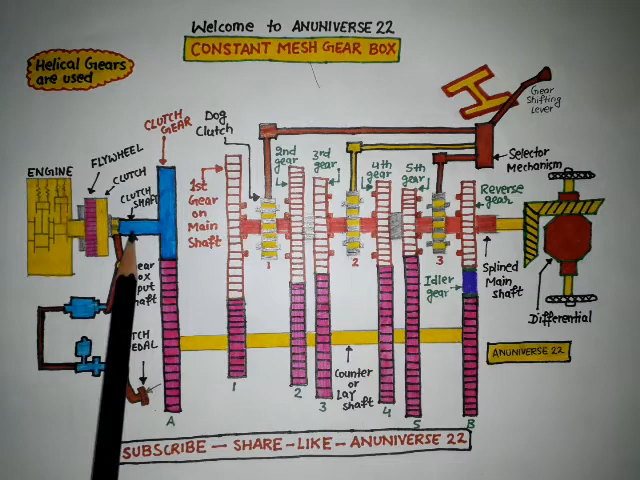 Welcome to ANUNIVERSE 22
CONSTANT MESH GEAR BOX
Helical Gears
are used
ENGINE
FLYWHEEL
CLUTCH
CLUTCH
SHAFT
CLUTCH
GEAR
1st
Gear
on
Main
Shaft
Dog
Clutch
2nd
gear
3rd
gear
4th
gear
5th
gear
Reverse
gear
Gear
Shifting
Lever
Selector
Mechanism
1
2
3
Idler
gear
Splined
Main
shaft
Differential
Counter
or
Lay
shaft
A
1
2
3
4
5
B
ANUNIVERSE 22
SUBSCRIBE - SHARE - LIKE - ANUNIVERSE 22